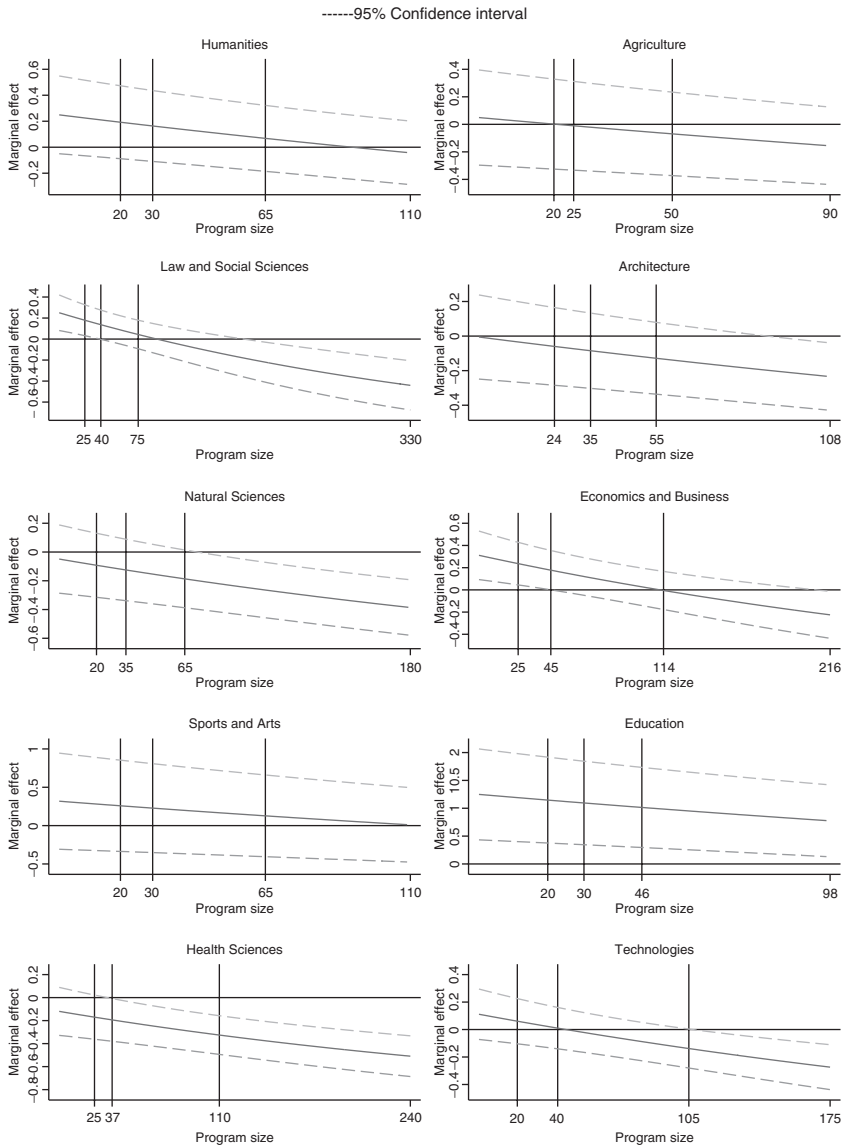 ------95% Confidence interval
Humanities
Marginal effect
0.6
0.4
0.2
0
−0.2
20 30 65 110
Program size
Agriculture
Marginal effect
0.4
0.2
0
−0.2
−0.4
20 25 50 90
Program size
Law and Social Sciences
Marginal effect
0.4
0.2
0
−0.2
−0.4
−0.6
25 40 75 330
Program size
Architecture
Marginal effect
0.2
0
−0.2
−0.4
24 35 55 108
Program size
Natural Sciences
Marginal effect
0.2
0
−0.2
−0.4
−0.6
20 35 65 180
Program size
Economics and Business
Marginal effect
0.6
0.4
0.2
0
−0.2
−0.4
25 45 114 216
Program size
Sports and Arts
Marginal effect
1
0.5
0
−0.5
20 30 65 110
Program size
Education
Marginal effect
2
1.5
1
0.5
0
20 30 46 98
Program size
Health Sciences
Marginal effect
0.2
0
−0.2
−0.4
−0.6
−0.8
25 37 110 240
Program size
Technologies
Marginal effect
0.4
0.2
0
−0.2
−0.4
20 40 105 175
Program size